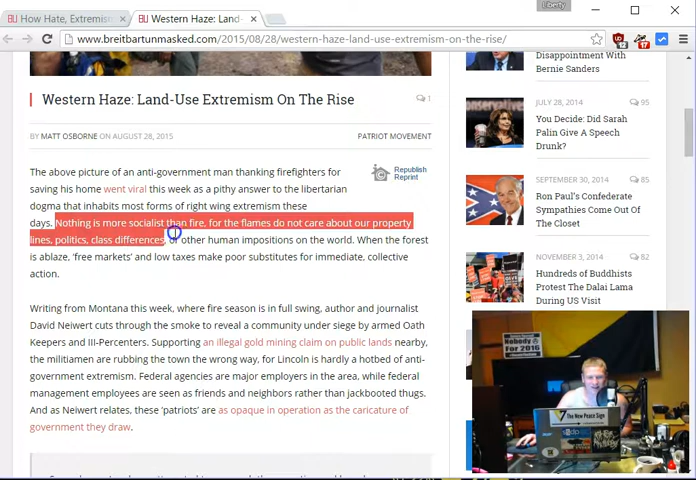 Liberty
BU How Hate, Extremism
BU Western Haze: Land-
www.breitbartunmasked.com/2015/08/28/western-haze-land-use-extremism-on-the-rise/
12
17
Western Haze: Land-Use Extremism On The Rise
1
BY MATT OSBORNE ON AUGUST 28, 2015
PATRIOT MOVEMENT
The above picture of an anti-government man thanking firefighters for
saving his home went viral this week as a pithy answer to the libertarian
dogma that inhabits most forms of right wing extremism these
days. Nothing is more socialist than fire, for the flames do not care about our property
lines, politics, class differences, or other human impositions on the world. When the forest
is ablaze, ‘free markets’ and low taxes make poor substitutes for immediate, collective
action.
Republish
Reprint
Writing from Montana this week, where fire season is in full swing, author and journalist
David Neiwert cuts through the smoke to reveal a community under siege by armed Oath
Keepers and III-Percenters. Supporting an illegal gold mining claim on public lands nearby,
the militiamen are rubbing the town the wrong way, for Lincoln is hardly a hotbed of anti-
government extremism. Federal agencies are major employers in the area, while federal
management employees are seen as friends and neighbors rather than jackbooted thugs.
And as Neiwert relates, these ‘patriots’ are as opaque in operation as the caricature of
government they draw.
Disappointment With
Bernie Sanders
JULY 28, 2014
95
You Decide: Did Sarah
Palin Give A Speech
Drunk?
SEPTEMBER 30, 2014
85
Ron Paul's Confederate
Sympathies Come Out Of
The Closet
NOVEMBER 3, 2014
82
Hundreds of Buddhists
Protest The Dalai Lama
During US Visit
Nobody
For 2016
The New Peace Sign